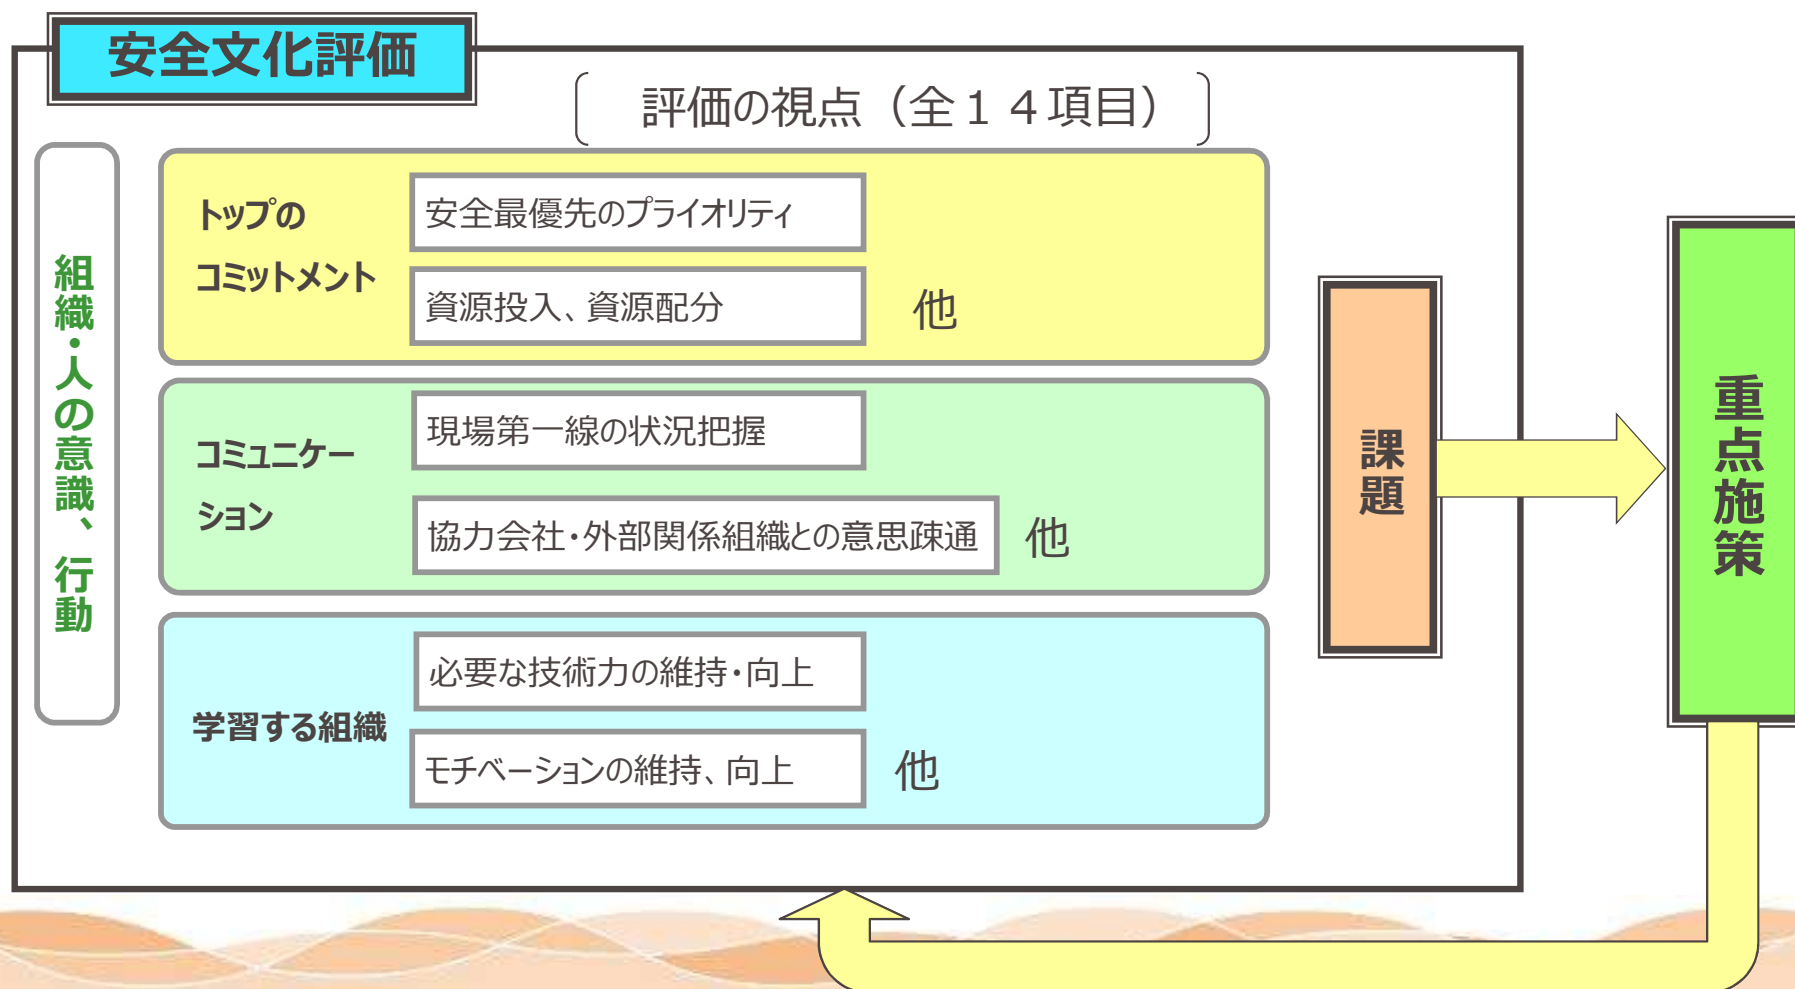 安全文化評価
評価の視点（全１４項目）
組織・人の意識、行動
トップの
コミットメント
安全最優先のプライオリティ
資源投入、資源配分
他
コミュニケー
ション
現場第一線の状況把握
協力会社・外部関係組織との意思疎通
他
学習する組織
必要な技術力の維持・向上
モチベーションの維持、向上
他
課題
重点施策